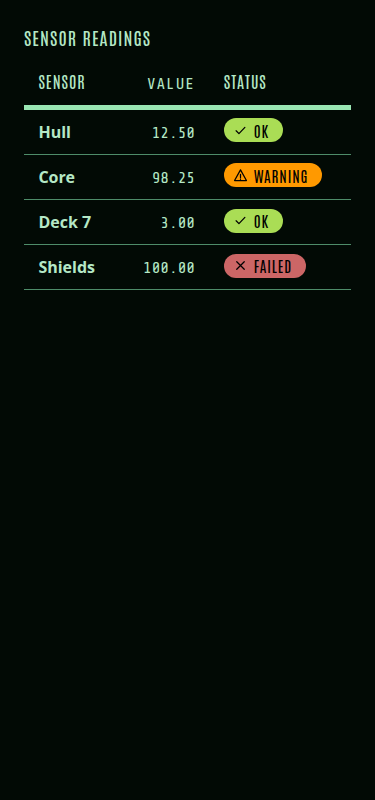 SENSOR READINGS
SENSOR VALUE STATUS
Hull 12.50 OK
Core 98.25 WARNING
Deck 7 3.00 OK
Shields 100.00 FAILED